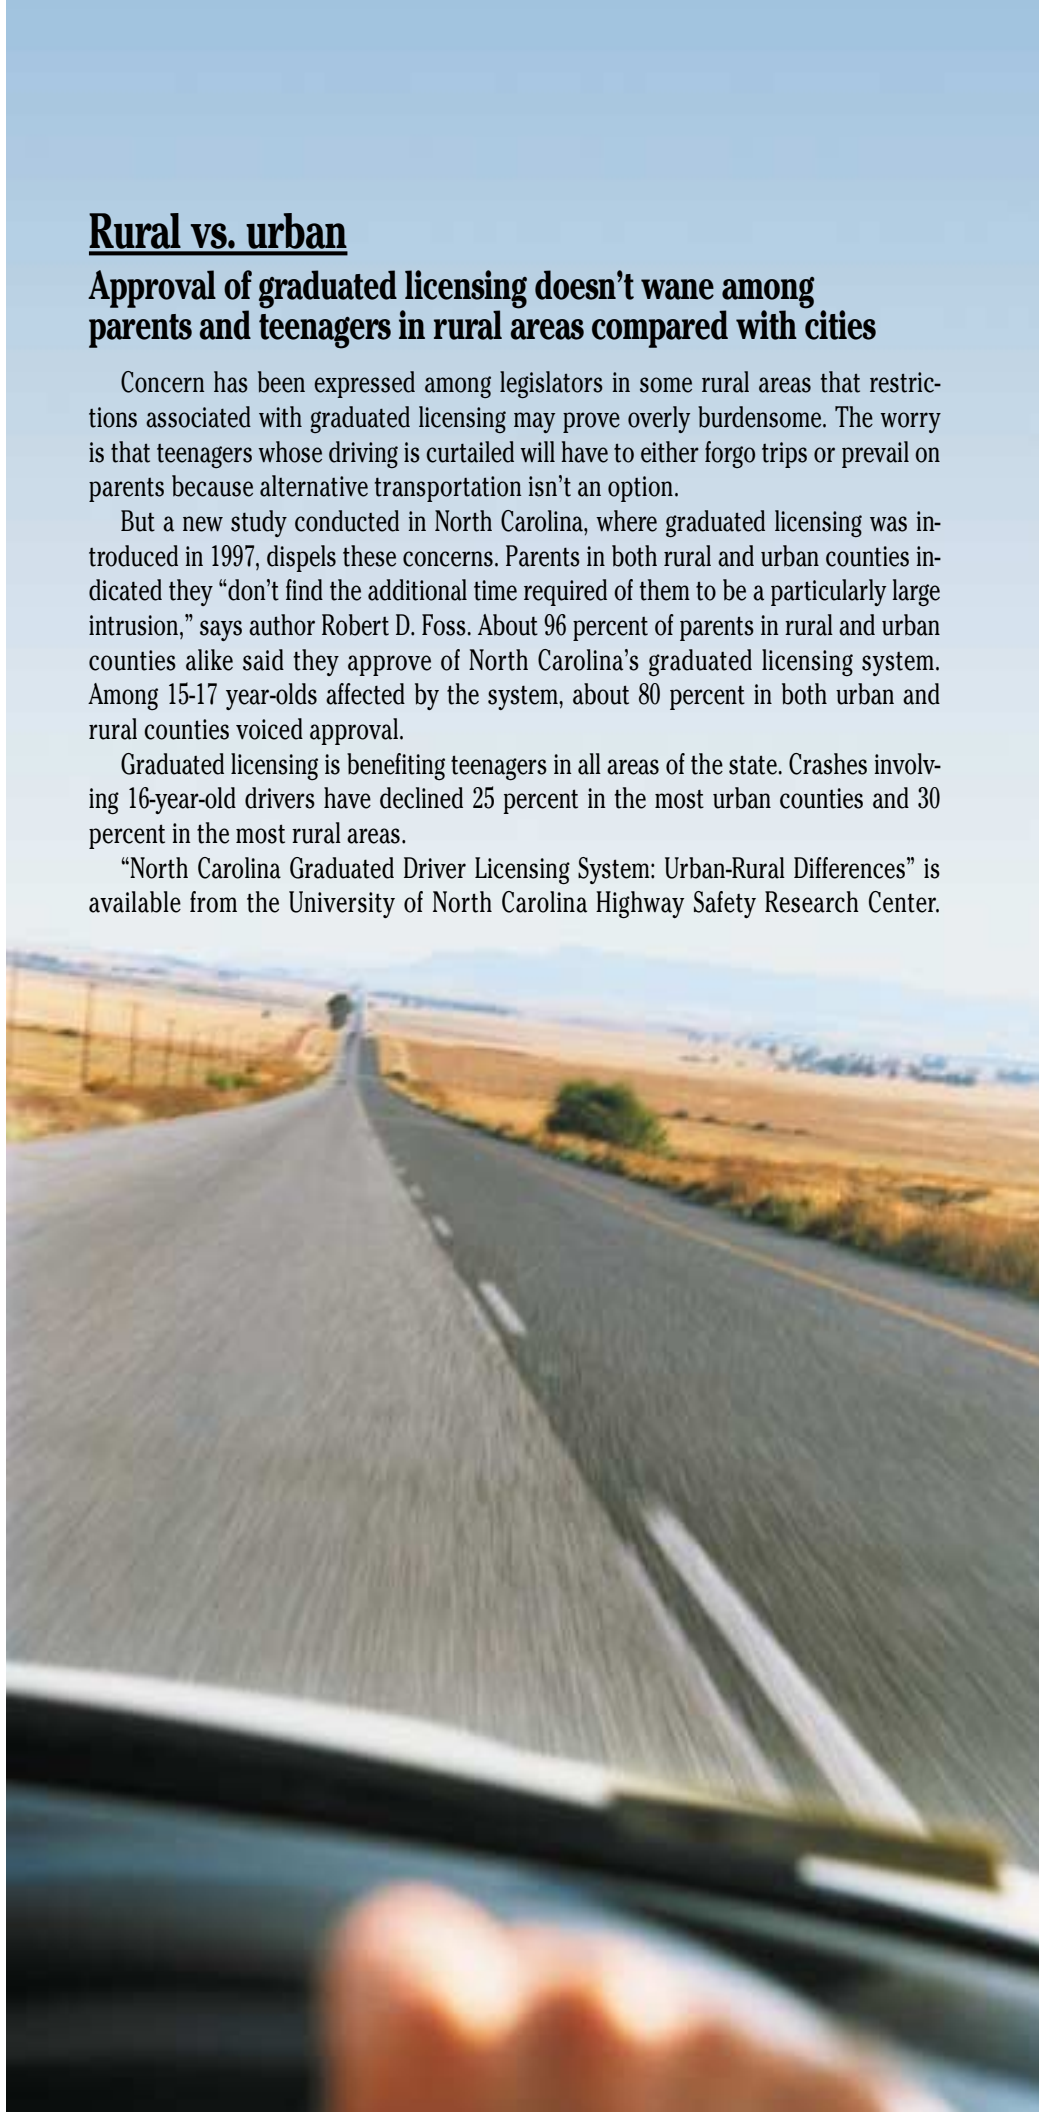 Rural vs. urban
Approval of graduated licensing doesn't wane among
parents and teenagers in rural areas compared with cities
Concern has been expressed among legislators in some rural areas that restric-
tions associated with graduated licensing may prove overly burdensome. The worry
is that teenagers whose driving is curtailed will have to either forgo trips or prevail on
parents because alternative transportation isn't an option.
But a new study conducted in North Carolina, where graduated licensing was in-
troduced in 1997, dispels these concerns. Parents in both rural and urban counties in-
dicated they “don't find the additional time required of them to be a particularly large
intrusion,” says author Robert D. Foss. About 96 percent of parents in rural and urban
counties alike said they approve of North Carolina's graduated licensing system.
Among 15-17 year-olds affected by the system, about 80 percent in both urban and
rural counties voiced approval.
Graduated licensing is benefiting teenagers in all areas of the state. Crashes involv-
ing 16-year-old drivers have declined 25 percent in the most urban counties and 30
percent in the most rural areas.
“North Carolina Graduated Driver Licensing System: Urban-Rural Differences” is
available from the University of North Carolina Highway Safety Research Center.